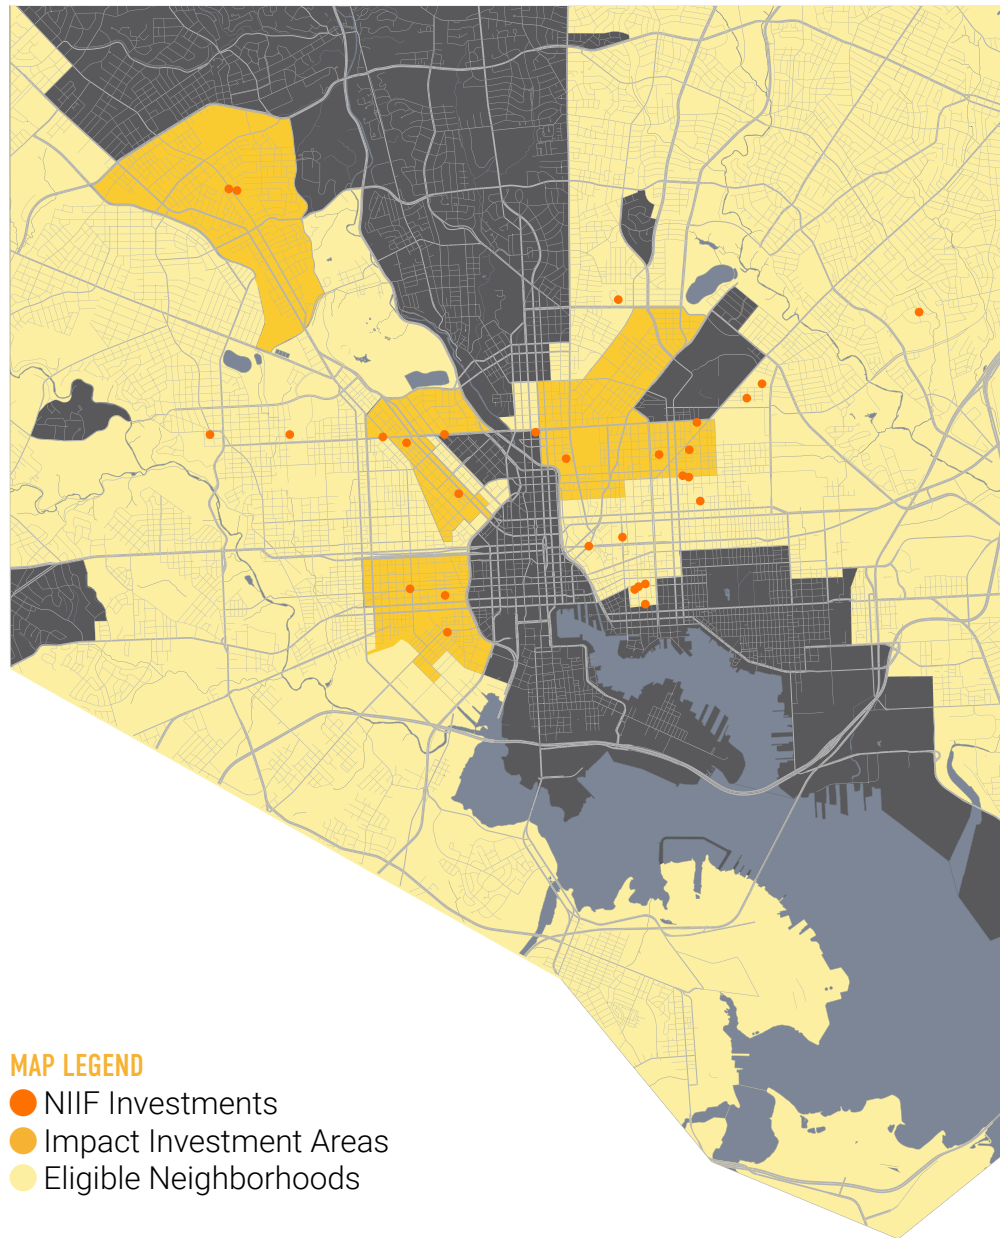 MAP LEGEND
NIIF Investments
Impact Investment Areas
Eligible Neighborhoods